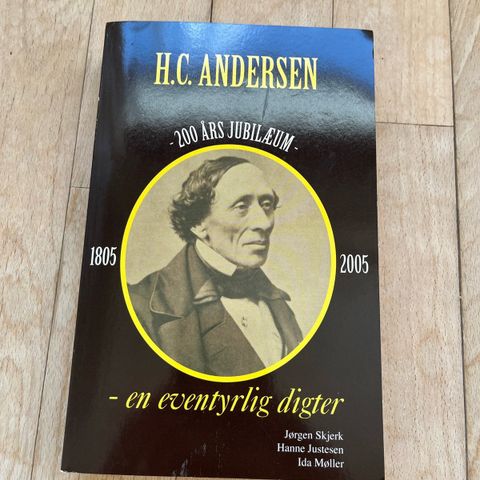 H.C. ANDERSEN
- 200 ÅRS JUBILÆUM -
1805
2005
- en eventyrlig digter
Jørgen Skjerk
Hanne Justesen
Ida Møller